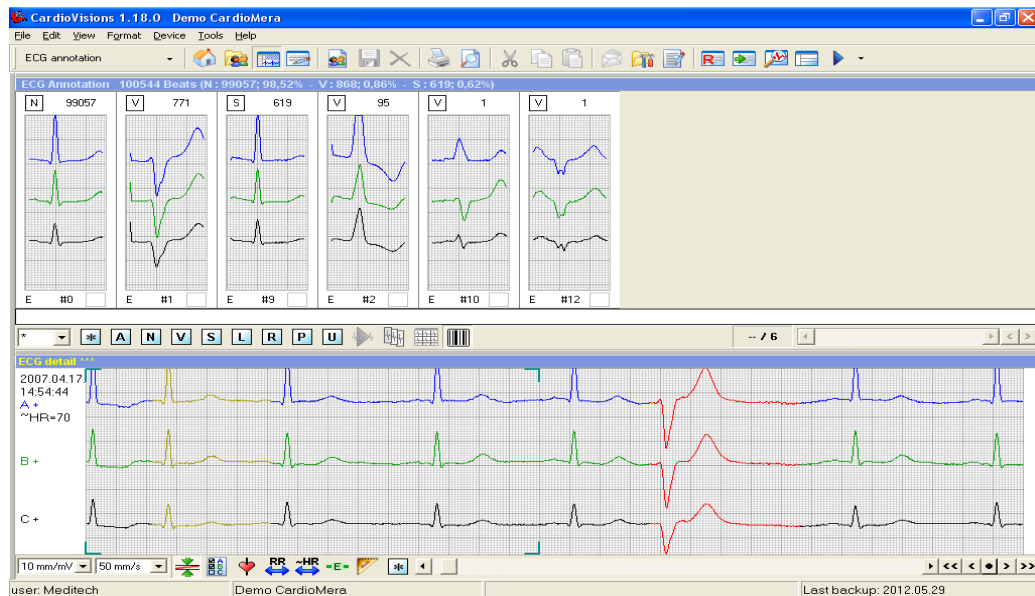 CardioVisions 1.18.0 Demo CardioMera
File Edit View Format Device Tools Help
ECG annotation
ECG Annotation 100544 Beats (N : 99057; 98,52% - V : 868; 0,86% - S : 619; 0,62%)
N 99057 V 771 S 619 V 95 V 1 V 1
E #0 E #1 E #9 E #2 E #10 E #12
* * A N V S L R P U -- / 6
ECG detail ***
2007.04.17
14:54:44
A +
~HR=70
B +
C +
10 mm/mV 50 mm/s A B C RR ~HR =E= *
user: Meditech Demo CardioMera Last backup: 2012.05.29